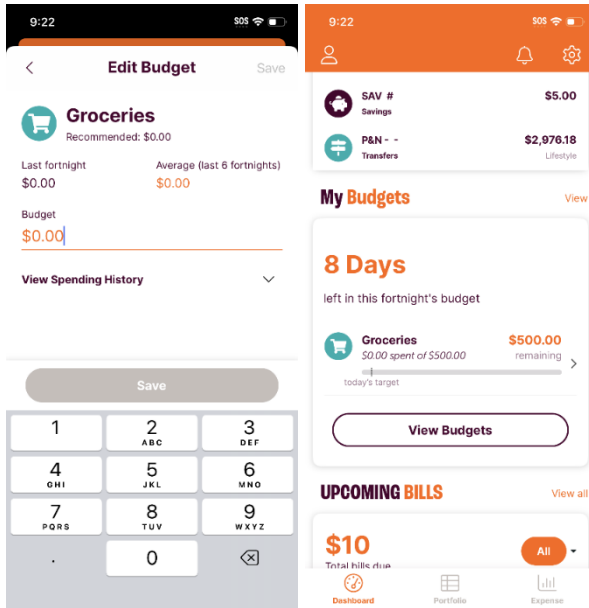 9:22
SOS
Edit Budget
Save
Groceries
Recommended: $0.00
Last fortnight
Average (last 6 fortnights)
$0.00
$0.00
Budget
$0.00
View Spending History
Save
1
2
ABC
3
DEF
4
GHI
5
JKL
6
MNO
7
PQRS
8
TUV
9
WXYZ
.
0
9:22
SOS
SAV #
$5.00
Savings
P&N - -
$2,976.18
Transfers
Lifestyle
My Budgets
View
8 Days
left in this fortnight's budget
Groceries
$500.00
$0.00 spent of $500.00
remaining
today's target
View Budgets
UPCOMING BILLS
View all
$10
All
Total bills due
Dashboard
Portfolio
Expense